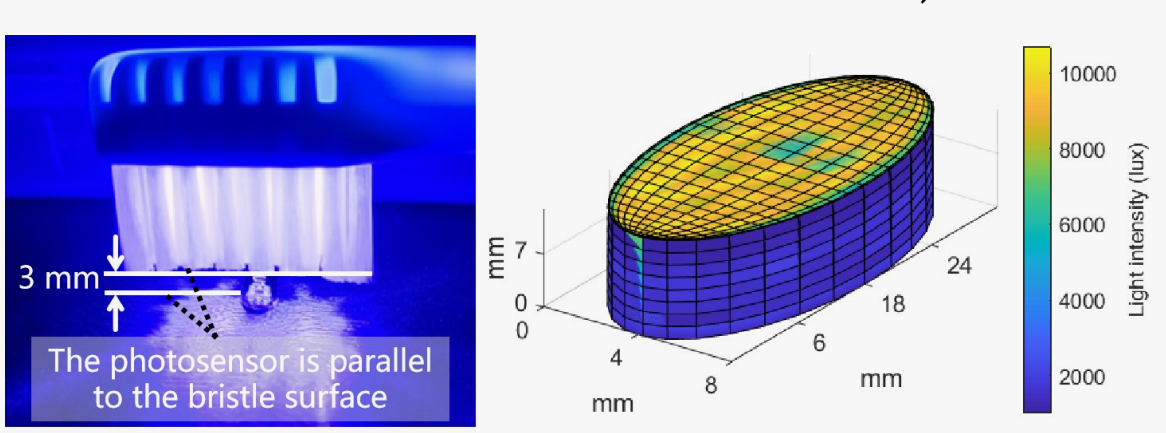 3 mm
The photosensor is parallel
to the bristle surface
mm
7
0
0
4
8
mm
6
18
24
mm
10000
8000
6000
4000
2000
Light intensity (lux)